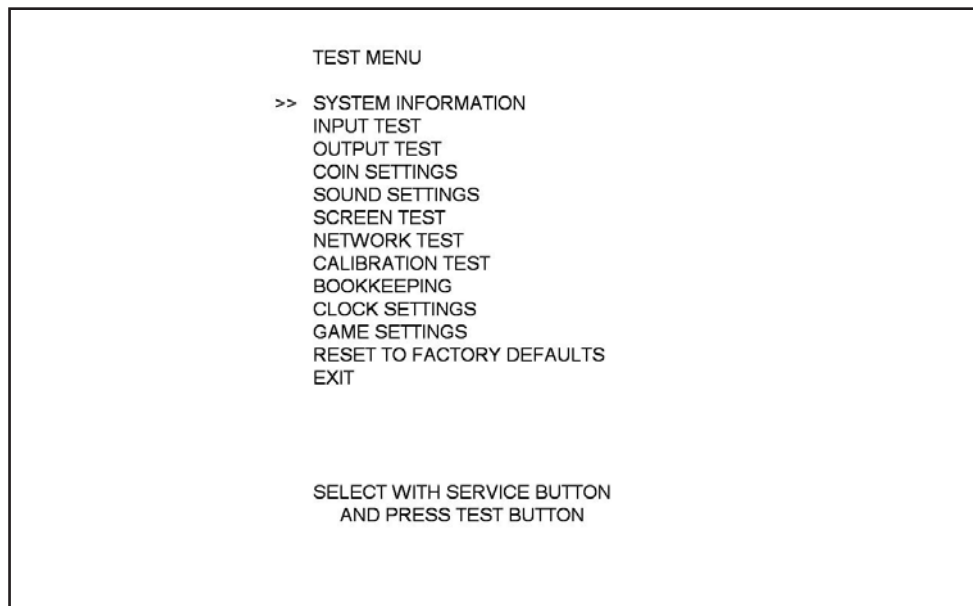 TEST MENU
>> SYSTEM INFORMATION
INPUT TEST
OUTPUT TEST
COIN SETTINGS
SOUND SETTINGS
SCREEN TEST
NETWORK TEST
CALIBRATION TEST
BOOKKEEPING
CLOCK SETTINGS
GAME SETTINGS
RESET TO FACTORY DEFAULTS
EXIT
SELECT WITH SERVICE BUTTON
AND PRESS TEST BUTTON